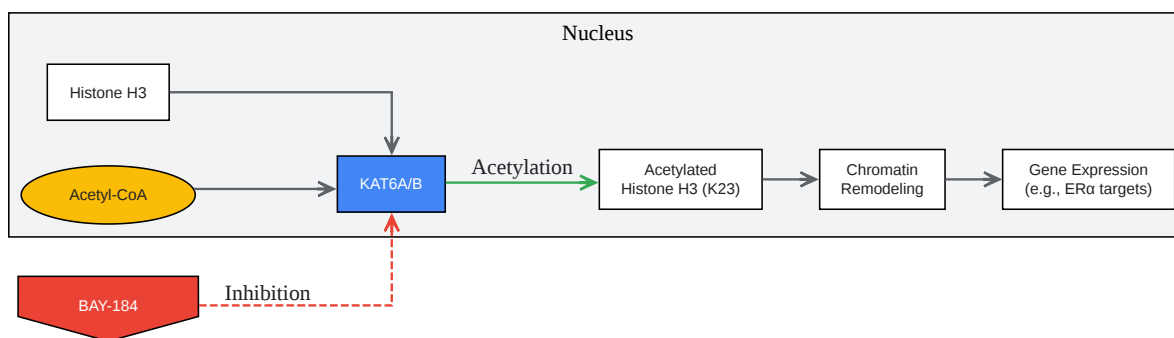 Nucleus
Histone H3
Acetyl-CoA
KAT6A/B
Acetylation
Acetylated
Histone H3 (K23)
Chromatin
Remodeling
Gene Expression
(e.g., ERα targets)
BAY-184
Inhibition